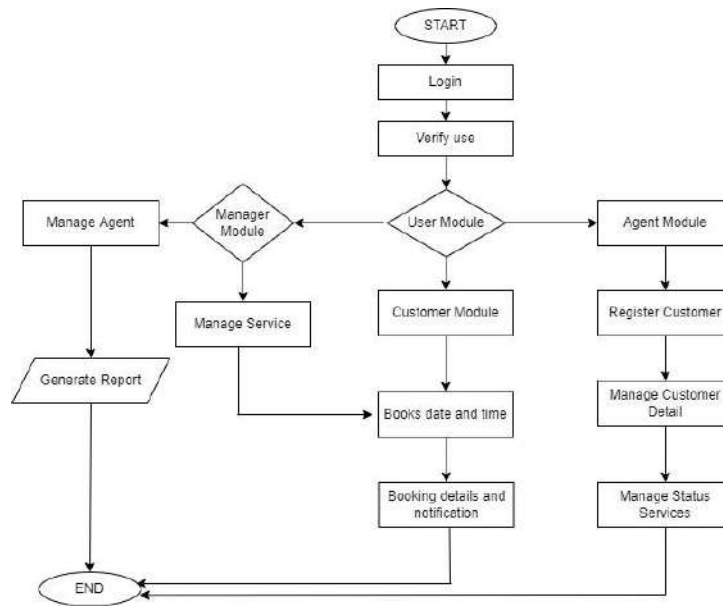 START
Login
Verify use
Manage Agent
Manager
Module
User Module
Agent Module
Manage Service
Customer Module
Register Customer
Generate Report
Books date and time
Manage Customer
Detail
Booking details and
notification
Manage Status
Services
END